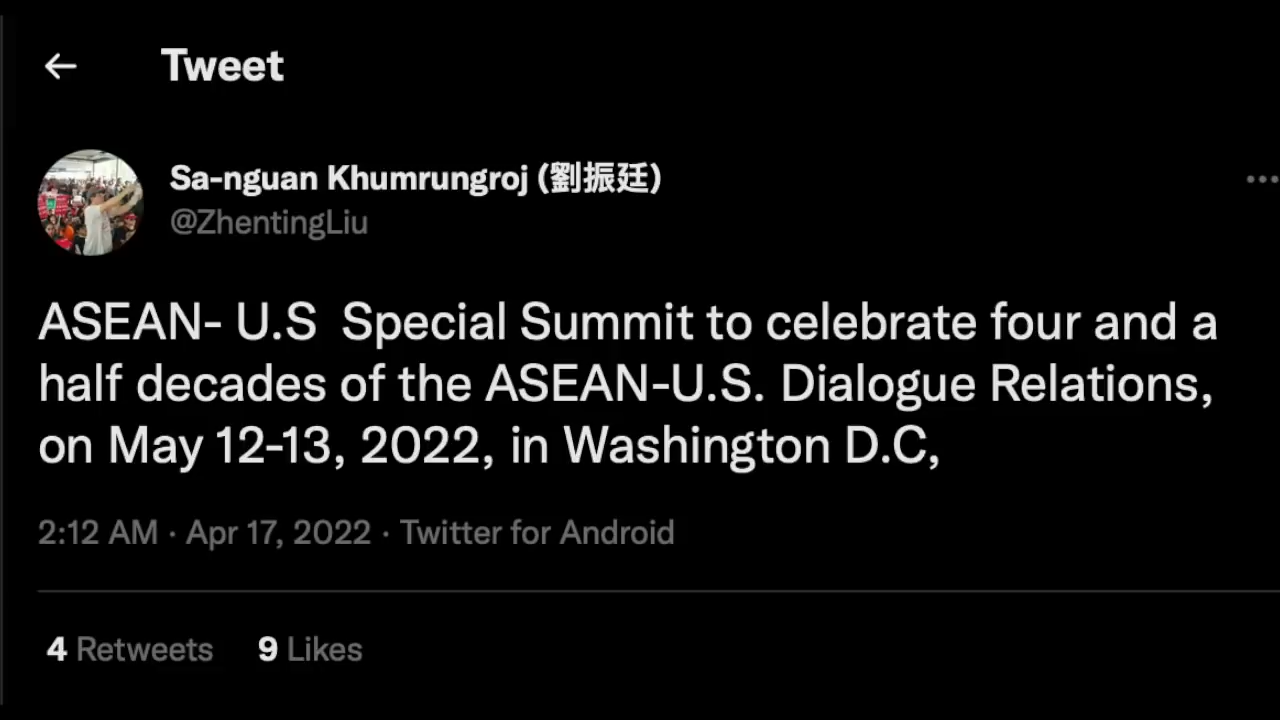 Tweet
Sa-nguan Khumrungroj (劉振廷)
@ZhentingLiu
ASEAN- U.S  Special Summit to celebrate four and a
half decades of the ASEAN-U.S. Dialogue Relations,
on May 12-13, 2022, in Washington D.C,
2:12 AM · Apr 17, 2022 · Twitter for Android
4 Retweets 9 Likes